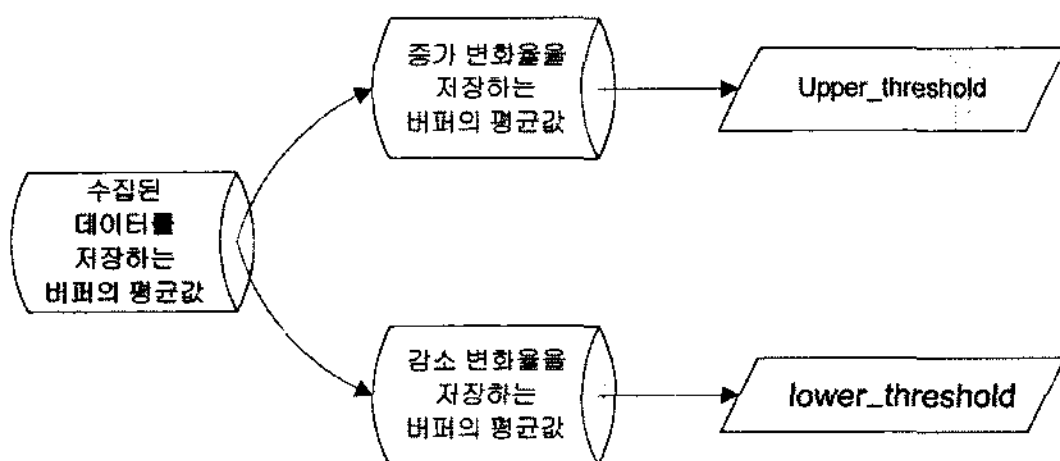 증가 변화율을
저장하는
버퍼의 평균값
Upper_threshold
수집된
데이터를
저장하는
버퍼의 평균값
감소 변화율을
저장하는
버퍼의 평균값
lower_threshold